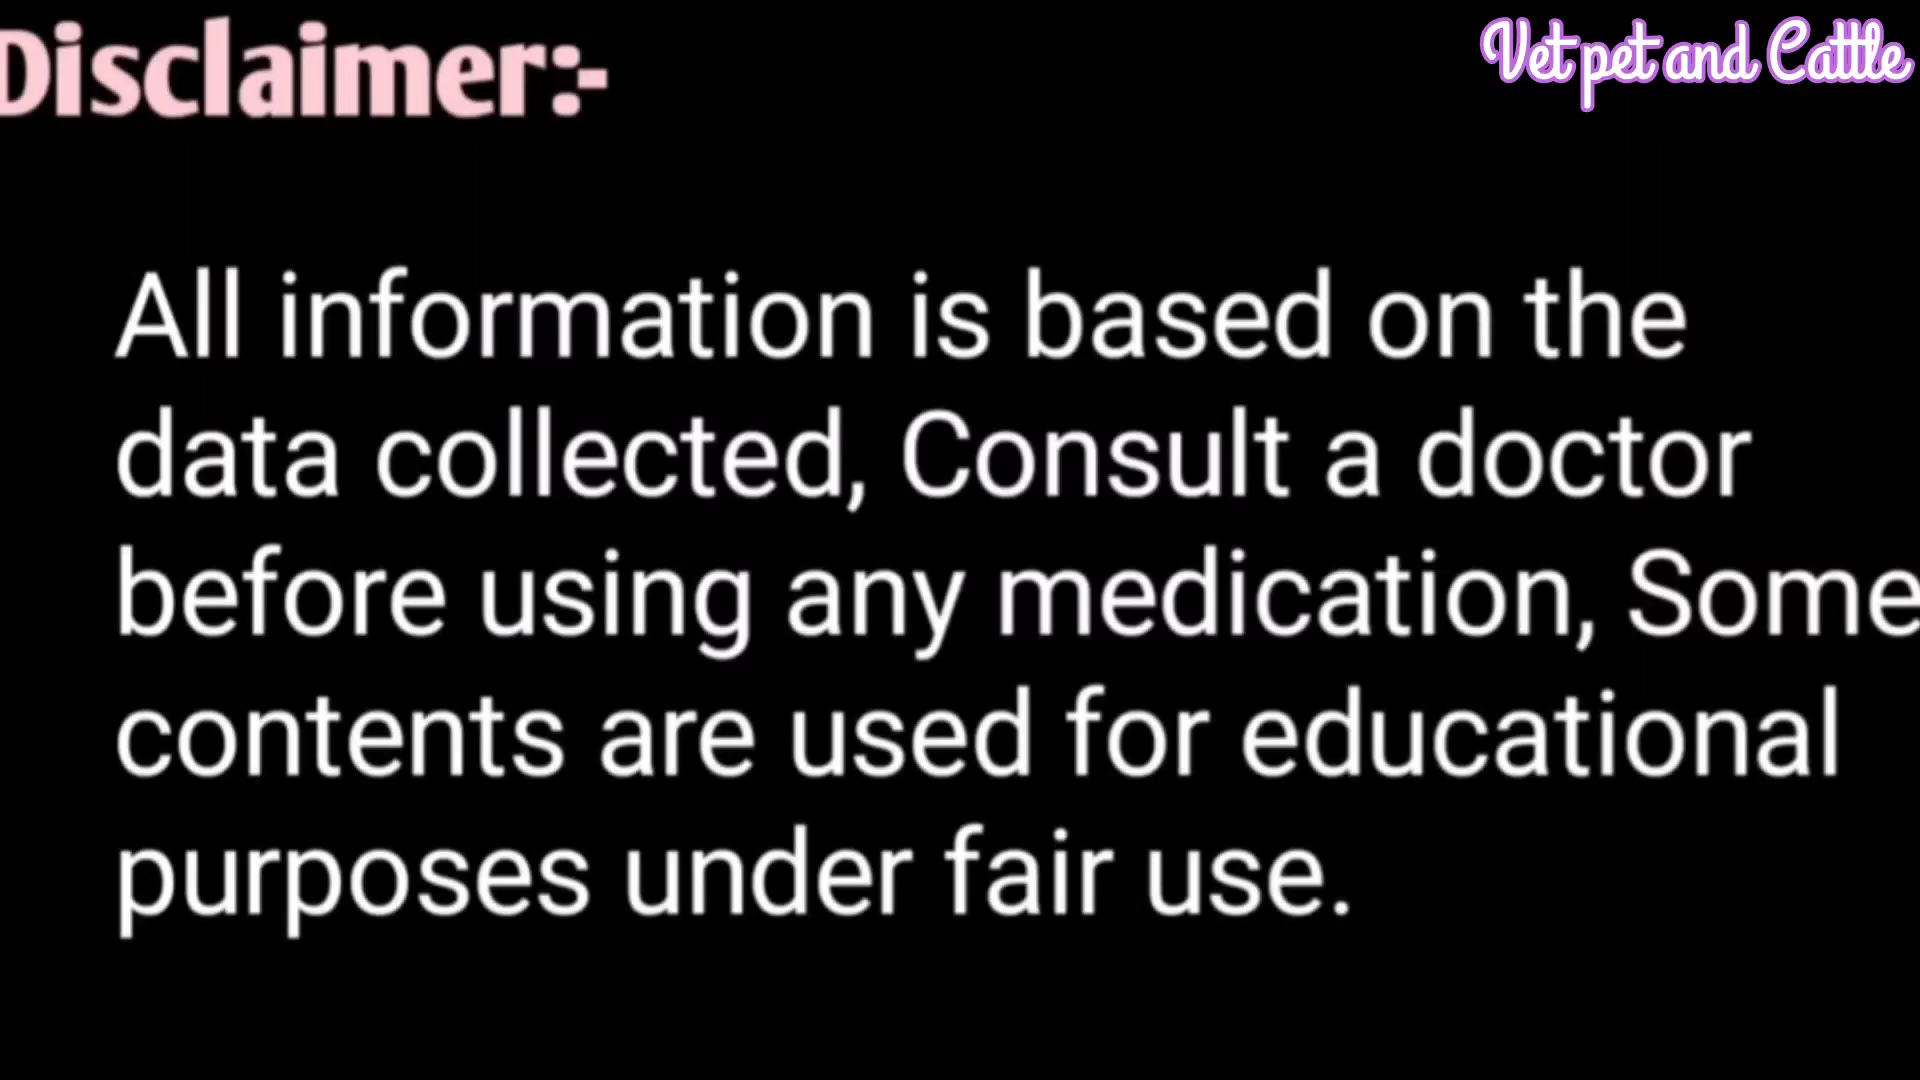 Disclaimer:-
Vet pet and Cattle
All information is based on the
data collected, Consult a doctor
before using any medication, Some
contents are used for educational
purposes under fair use.